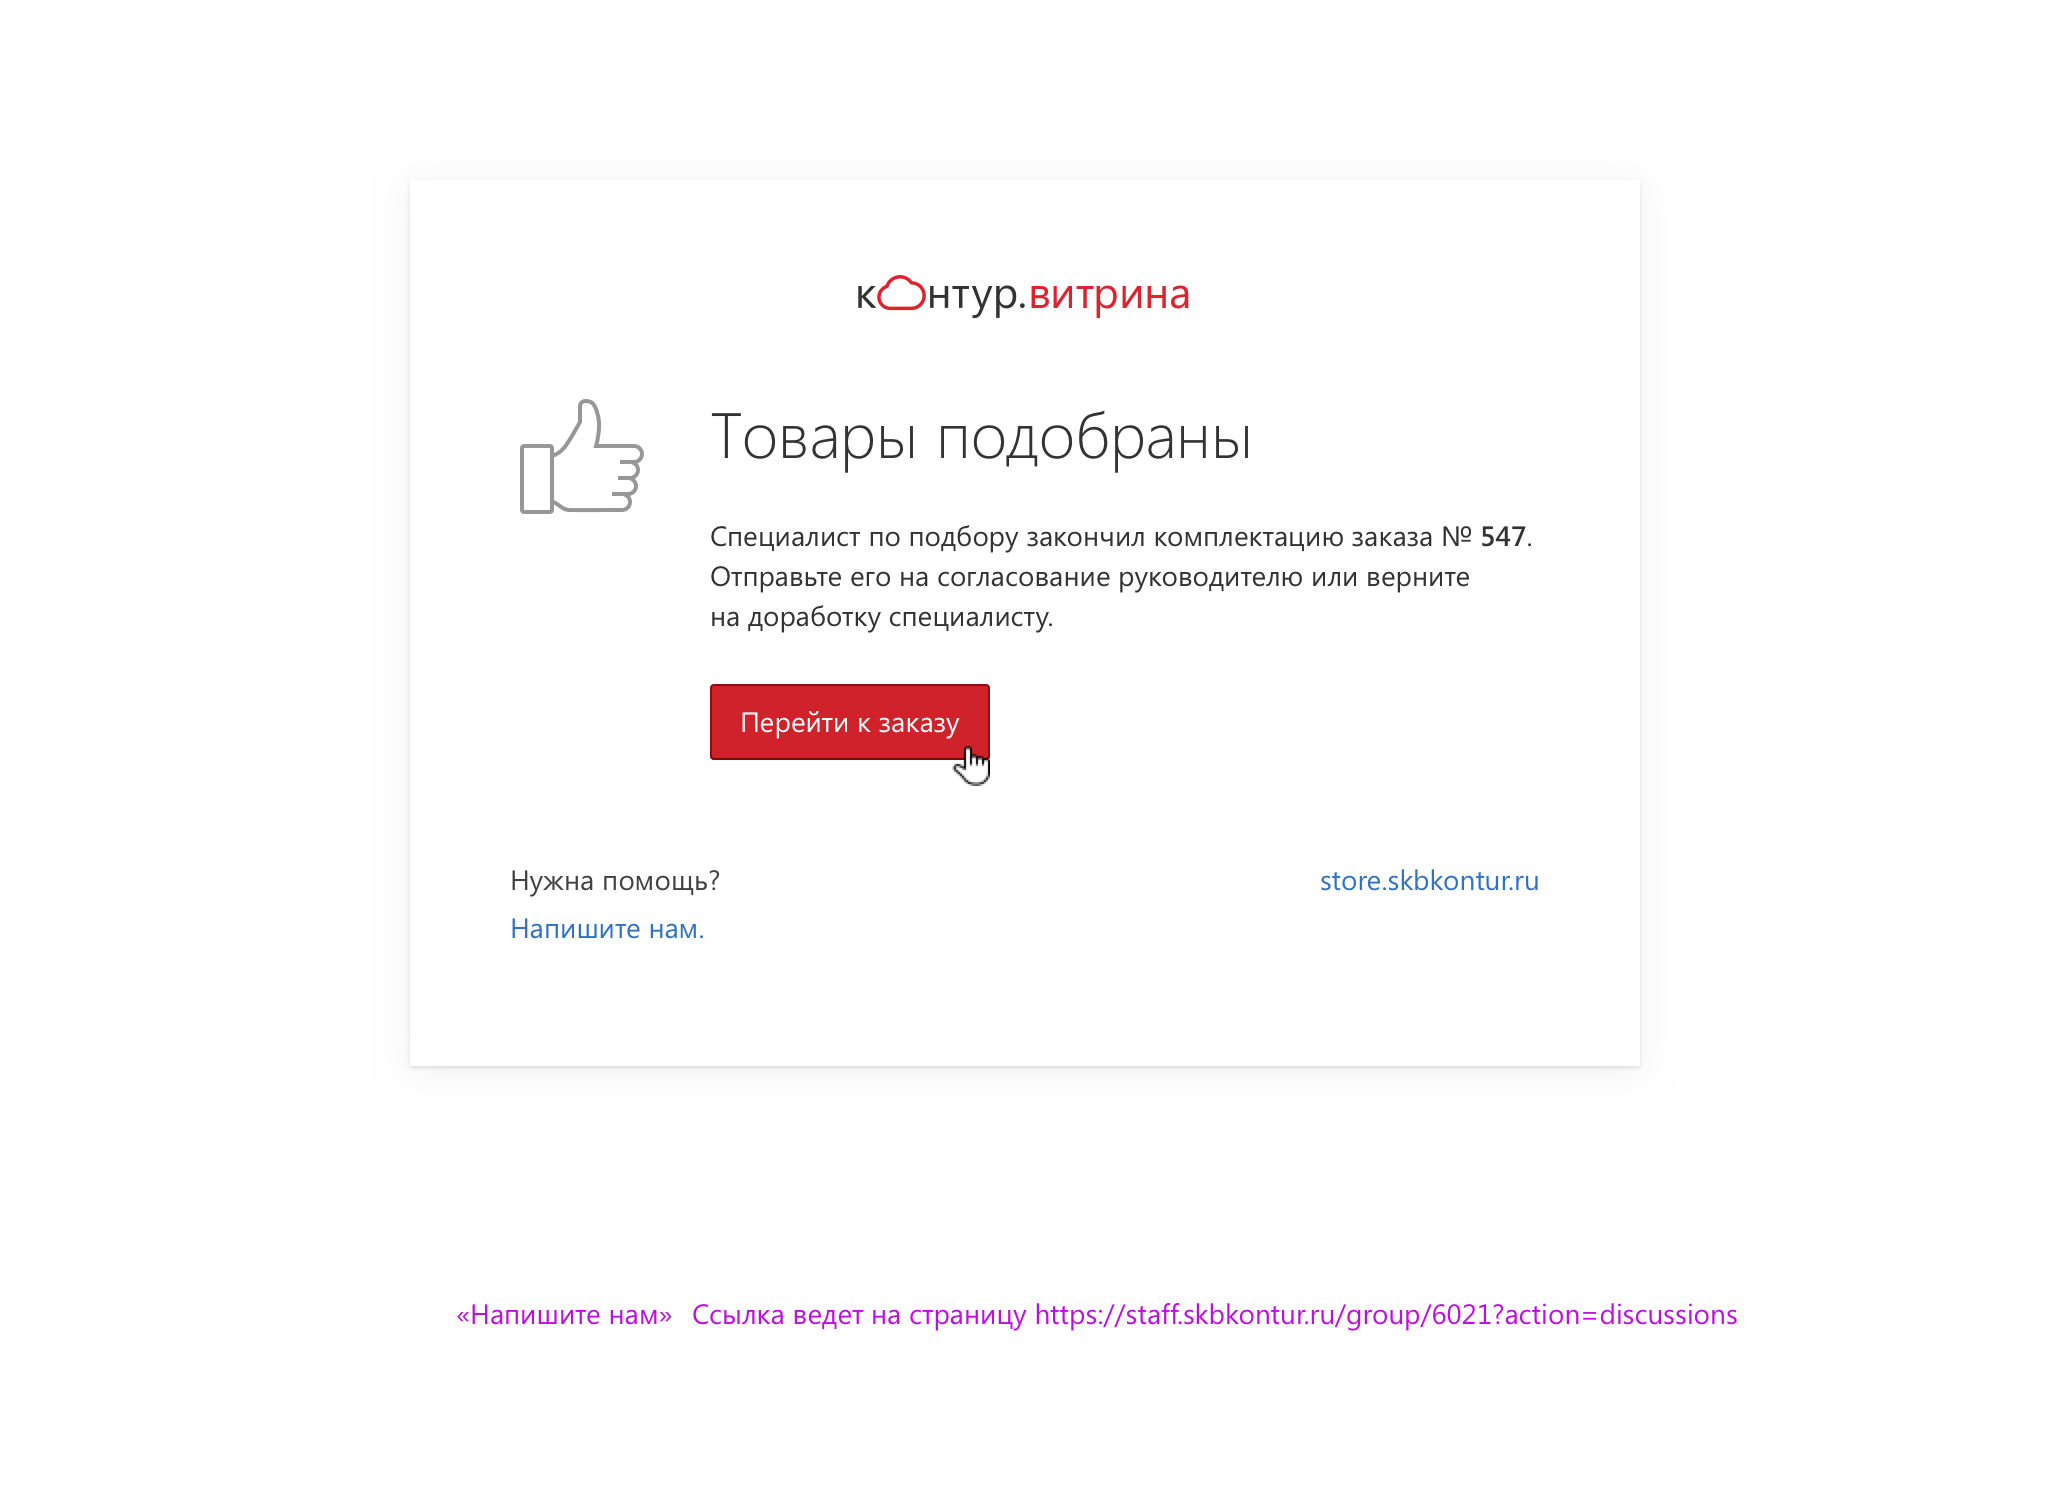 контур.витрина
Товары подобраны
Специалист по подбору закончил комплектацию заказа № 547.
Отправьте его на согласование руководителю или верните
на доработку специалисту.
Перейти к заказу
Нужна помощь?
store.skbkontur.ru
Напишите нам.
«Напишите нам» Ссылка ведет на страницу https://staff.skbkontur.ru/group/6021?action=discussions